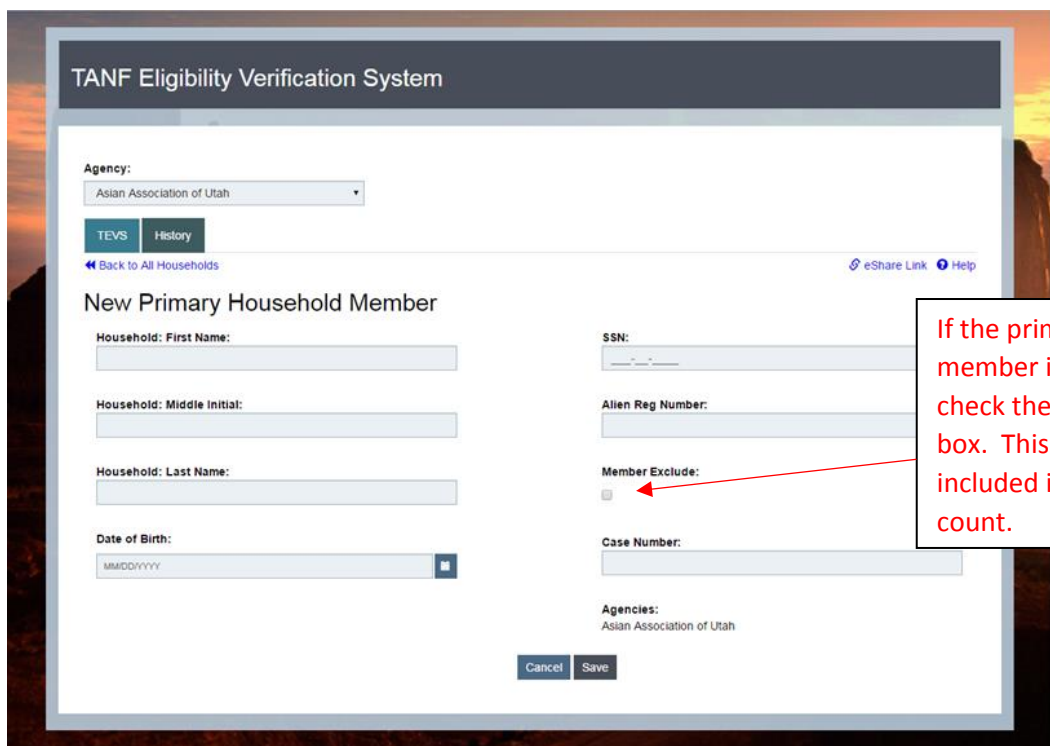 TANF Eligibility Verification System
Agency:
Asian Association of Utah
TEVS History
Back to All Households
eShare Link Help
New Primary Household Member
Household: First Name:
SSN:
___-__-____
Household: Middle Initial:
Alien Reg Number:
Household: Last Name:
Member Exclude:
Date of Birth:
MM/DD/YYYY
Case Number:
Agencies:
Asian Association of Utah
Cancel Save
If the
member
check the
box. This
included
count.